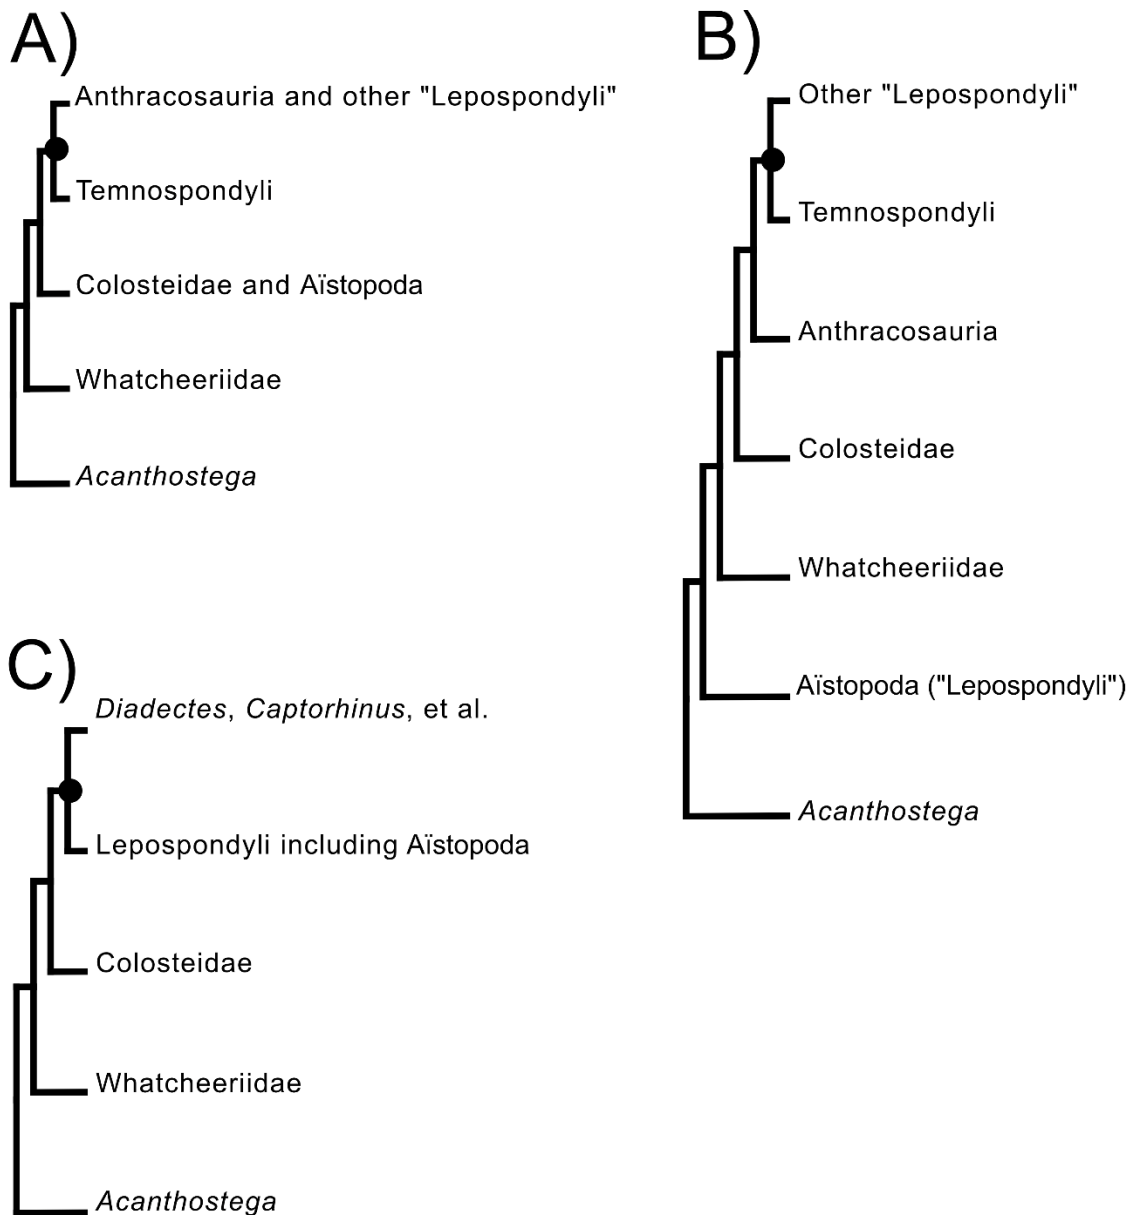 A)
Anthracosauria and other "Lepospondyli"
Temnospondyli
Colosteidae and Aïstopoda
Whatcheeriidae
Acanthostega
B)
Other "Lepospondyli"
Temnospondyli
Anthracosauria
Colosteidae
Whatcheeriidae
Aïstopoda ("Lepospondyli")
Acanthostega
C)
Diadectes, Captorhinus, et al.
Lepospondyli including Aïstopoda
Colosteidae
Whatcheeriidae
Acanthostega